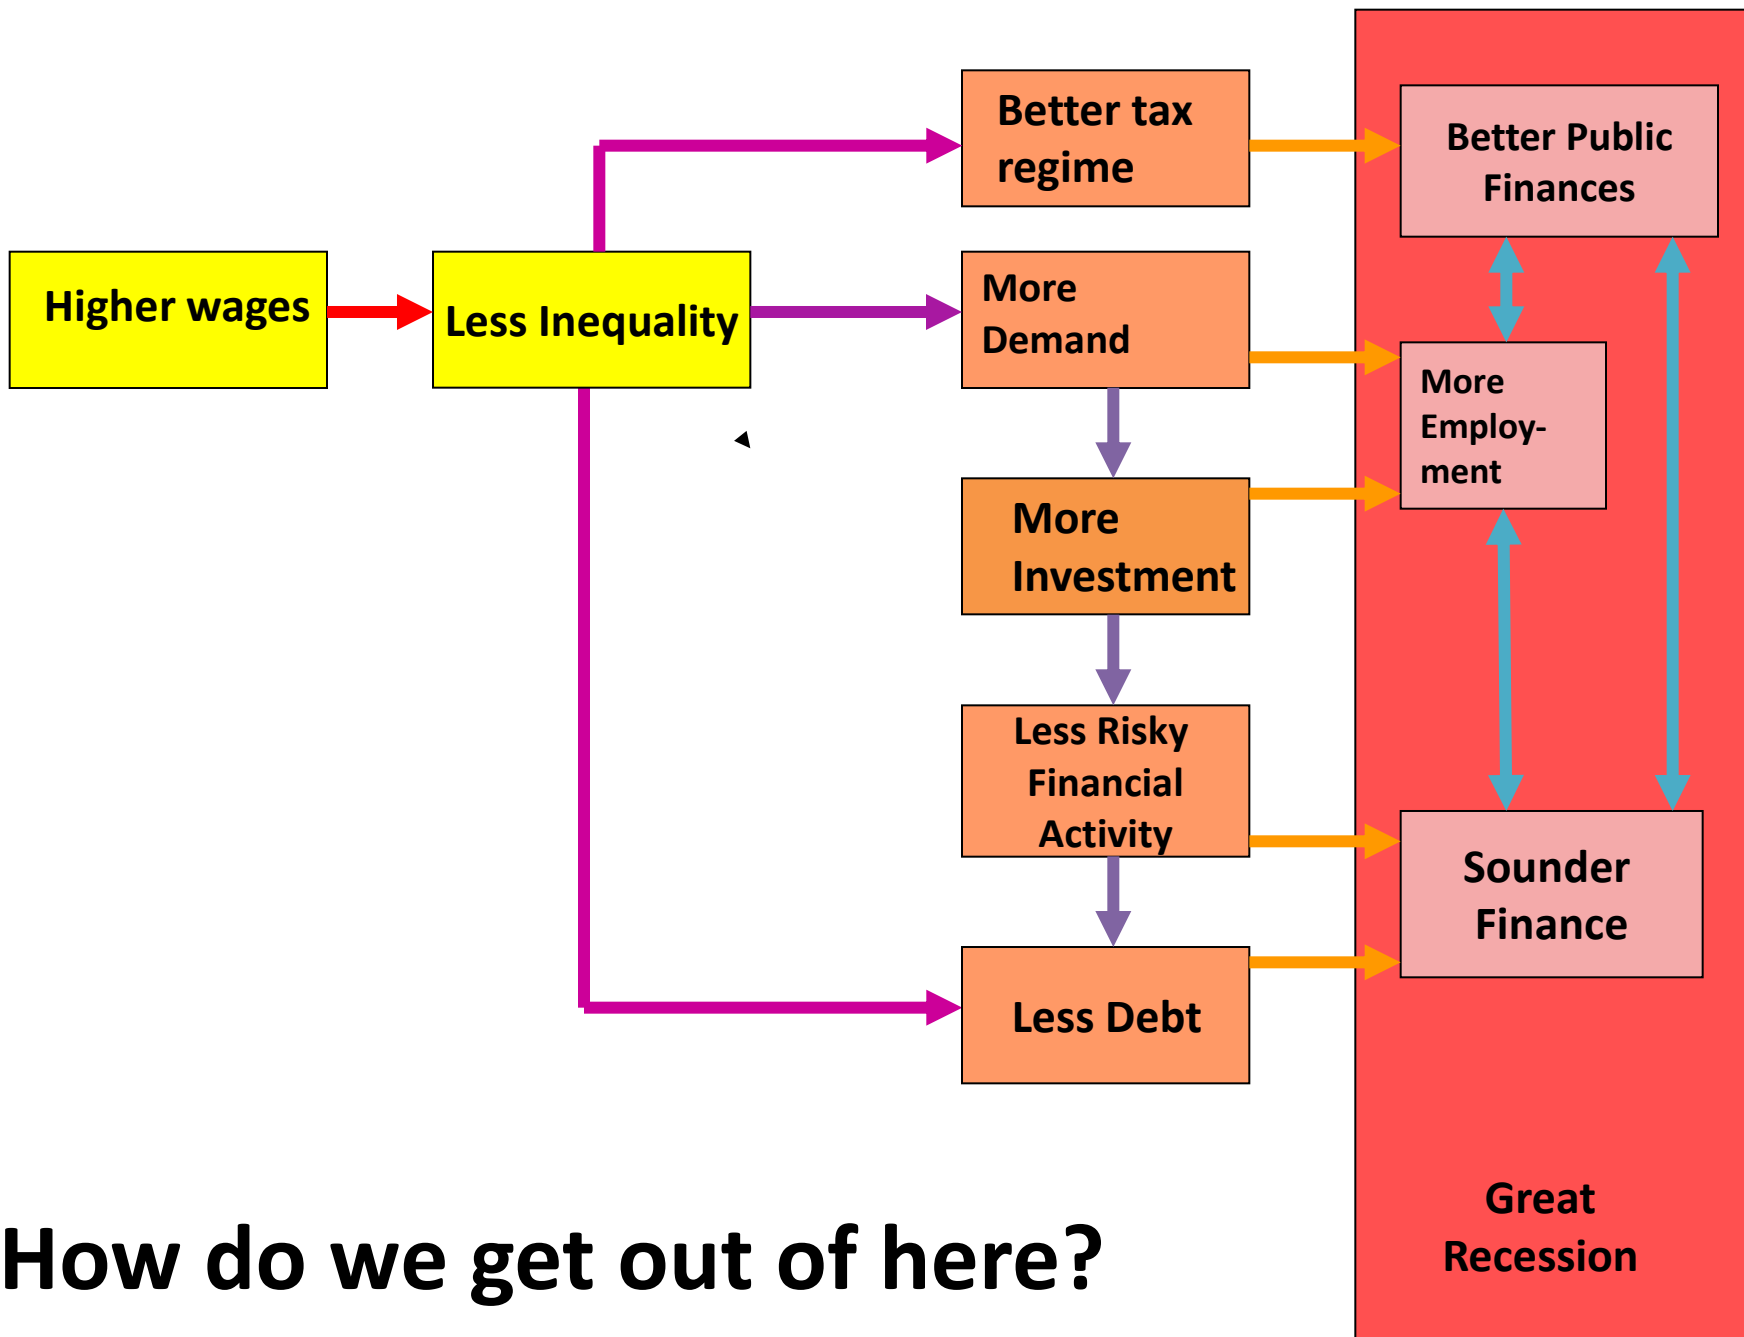 Better tax
regime
Better Public
Finances
Higher wages
Less Inequality
More
Demand
More
Employ-
ment
More
Investment
Less Risky
Financial
Activity
Sounder
Finance
Less Debt
Great
Recession
How do we get out of here?